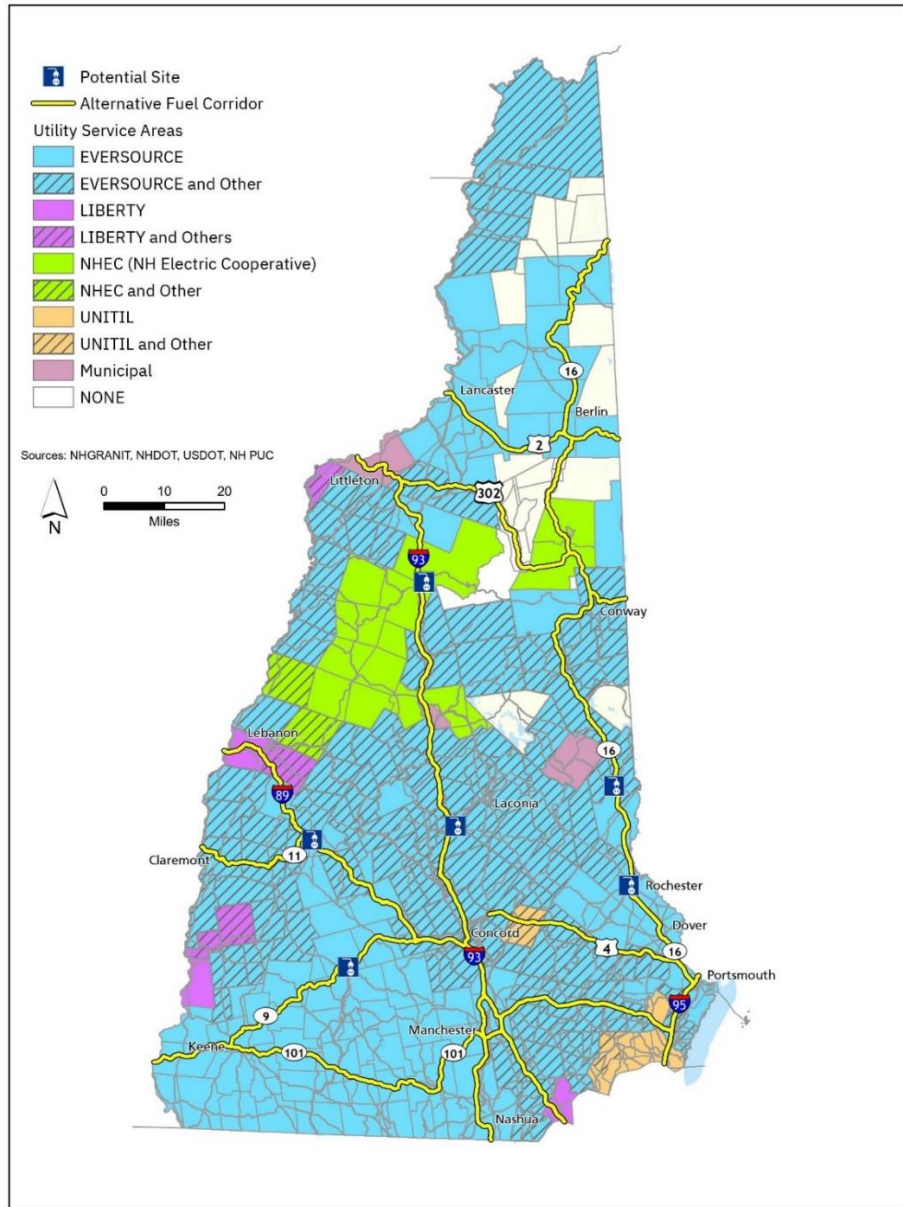 Potential Site
Alternative Fuel Corridor
Utility Service Areas
EVERSOURCE
EVERSOURCE and Other
LIBERTY
LIBERTY and Others
NHEC (NH Electric Cooperative)
NHEC and Other
UNITIL
UNITIL and Other
Municipal
NONE
Sources: NHGRANIT, NHDOT, USDOT, NH PUC
0 10 20
Miles
N
16
Lancaster
Berlin
2
Littleton
302
93
Conway
Lebanon
16
89
Laconia
Claremont
11
Rochester
Concord
Dover
4
16
93
Portsmouth
9
95
Manchester
Keene
101
101
Nashua